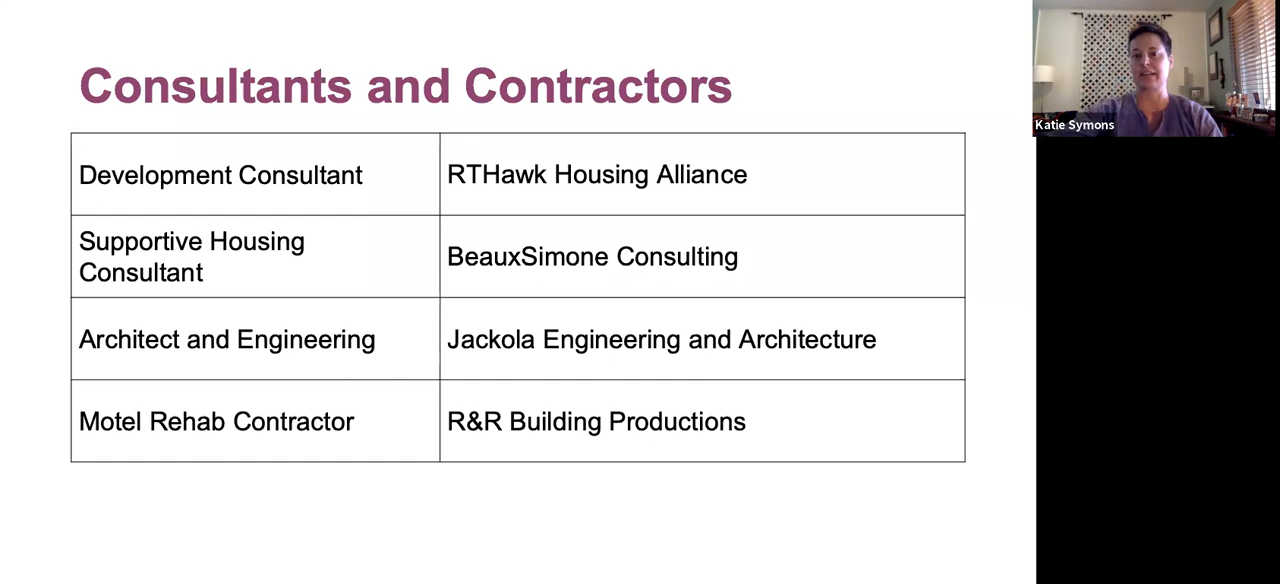 Consultants and Contractors
Katie Symons
Development Consultant
RTHawk Housing Alliance
Supportive Housing
Consultant
BeauxSimone Consulting
Architect and Engineering
Jackola Engineering and Architecture
Motel Rehab Contractor
R&R Building Productions